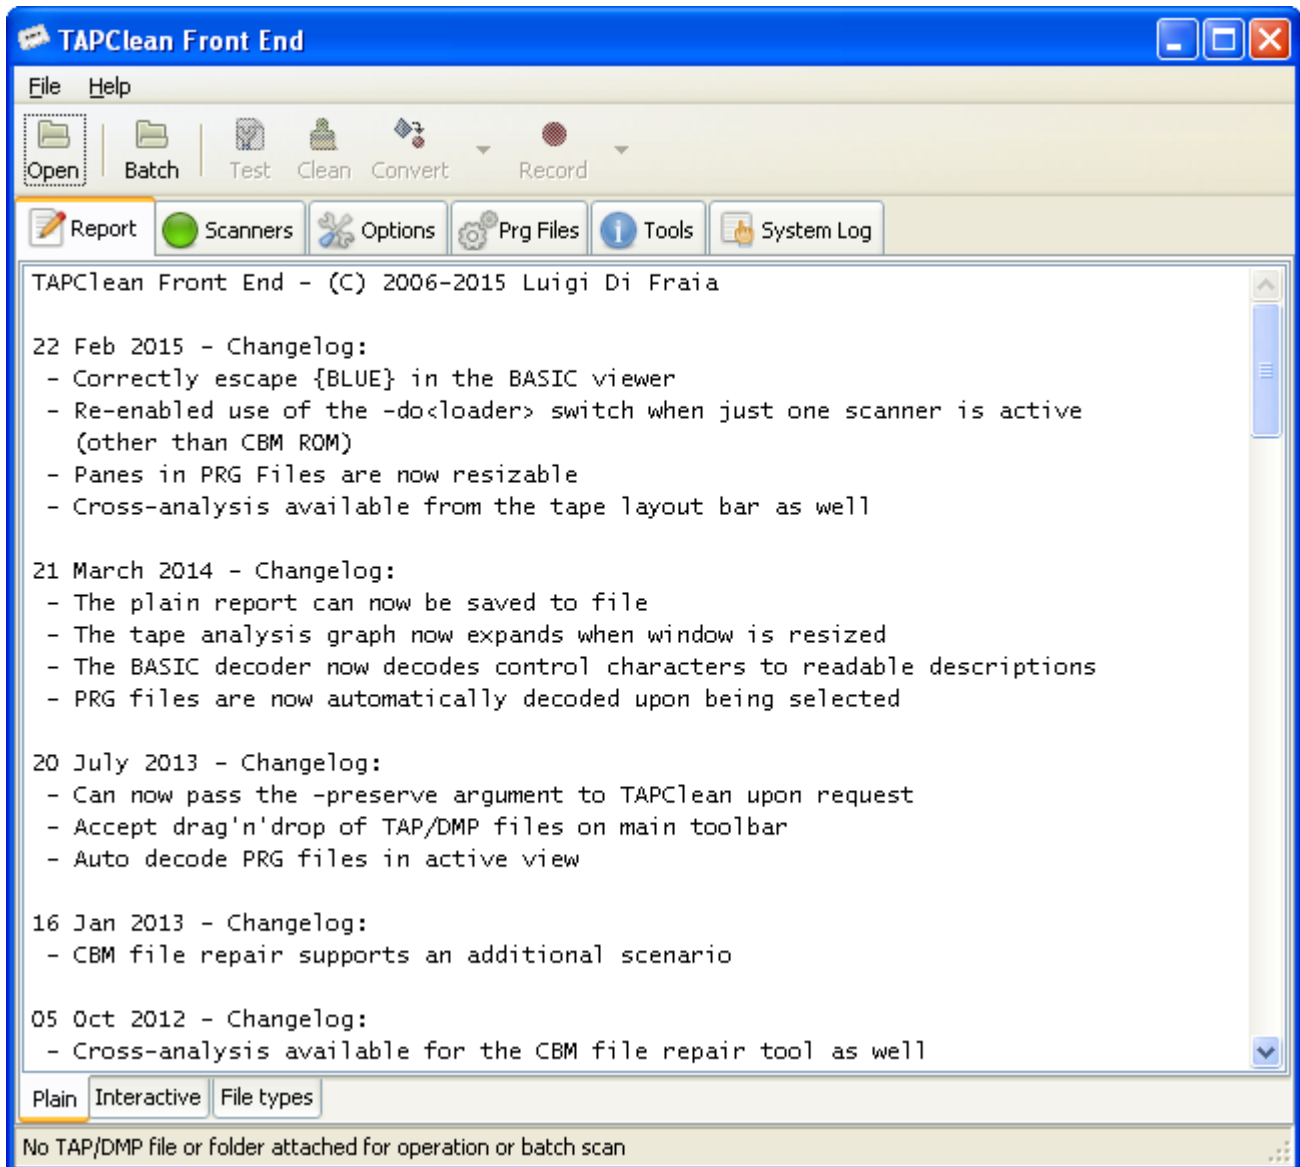 TAPClean Front End
File Help
Open Batch Test Clean Convert Record
Report Scanners Options Prg Files Tools System Log
TAPClean Front End - (C) 2006-2015 Luigi Di Fraia
22 Feb 2015 - Changelog:
- Correctly escape {BLUE} in the BASIC viewer
- Re-enabled use of the -do<loader> switch when just one scanner is active
(other than CBM ROM)
- Panes in PRG Files are now resizable
- Cross-analysis available from the tape layout bar as well
21 March 2014 - Changelog:
- The plain report can now be saved to file
- The tape analysis graph now expands when window is resized
- The BASIC decoder now decodes control characters to readable descriptions
- PRG files are now automatically decoded upon being selected
20 July 2013 - Changelog:
- Can now pass the -preserve argument to TAPClean upon request
- Accept drag'n'drop of TAP/DMP files on main toolbar
- Auto decode PRG files in active view
16 Jan 2013 - Changelog:
- CBM file repair supports an additional scenario
05 Oct 2012 - Changelog:
- Cross-analysis available for the CBM file repair tool as well
Plain Interactive File types
No TAP/DMP file or folder attached for operation or batch scan